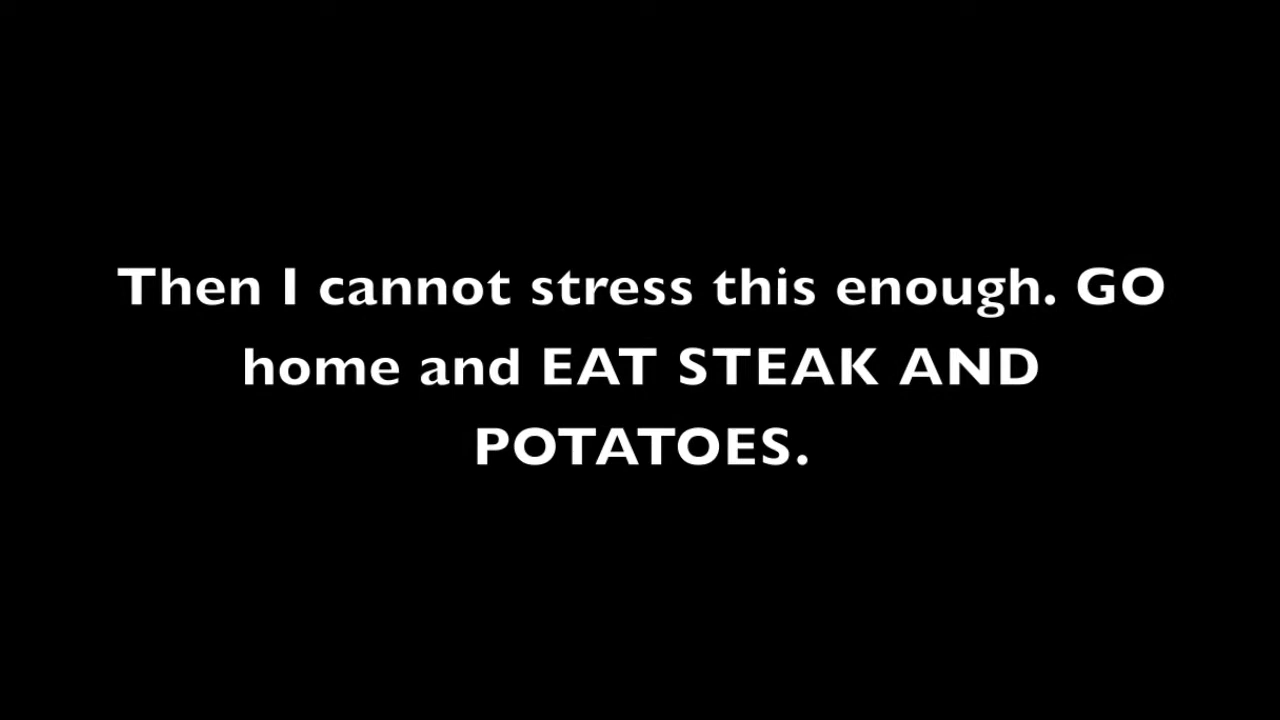 Then I cannot stress this enough. GO
home and EAT STEAK AND
POTATOES.